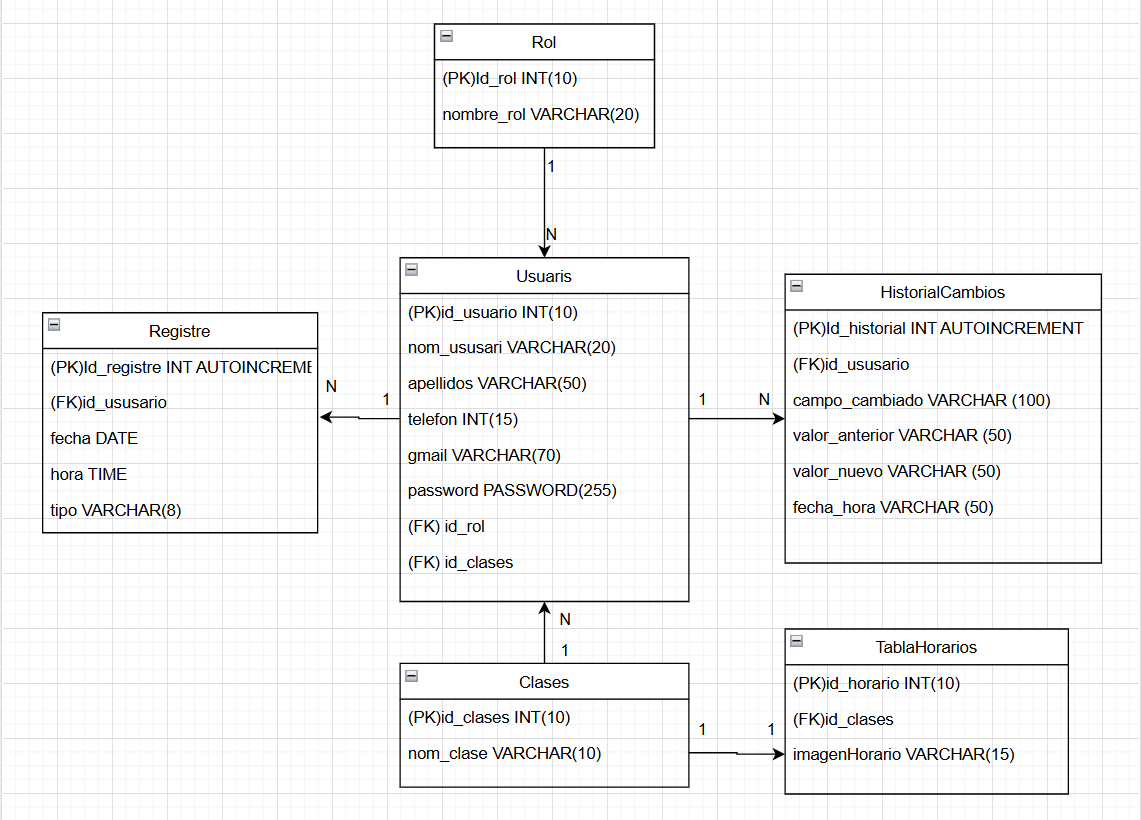 Rol
(PK)Id_rol INT(10)
nombre_rol VARCHAR(20)
1
N
Usuaris
(PK)id_usuario INT(10)
nom_ususari VARCHAR(20)
apellidos VARCHAR(50)
telefon INT(15)
gmail VARCHAR(70)
password PASSWORD(255)
(FK) id_rol
(FK) id_clases
Registre
(PK)Id_registre INT AUTOINCREME
(FK)id_ususario
fecha DATE
hora TIME
tipo VARCHAR(8)
N
1
1
N
HistorialCambios
(PK)Id_historial INT AUTOINCREMENT
(FK)id_ususario
campo_cambiado VARCHAR (100)
valor_anterior VARCHAR (50)
valor_nuevo VARCHAR (50)
fecha_hora VARCHAR (50)
N
1
Clases
(PK)id_clases INT(10)
nom_clase VARCHAR(10)
1
1
TablaHorarios
(PK)id_horario INT(10)
(FK)id_clases
imagenHorario VARCHAR(15)